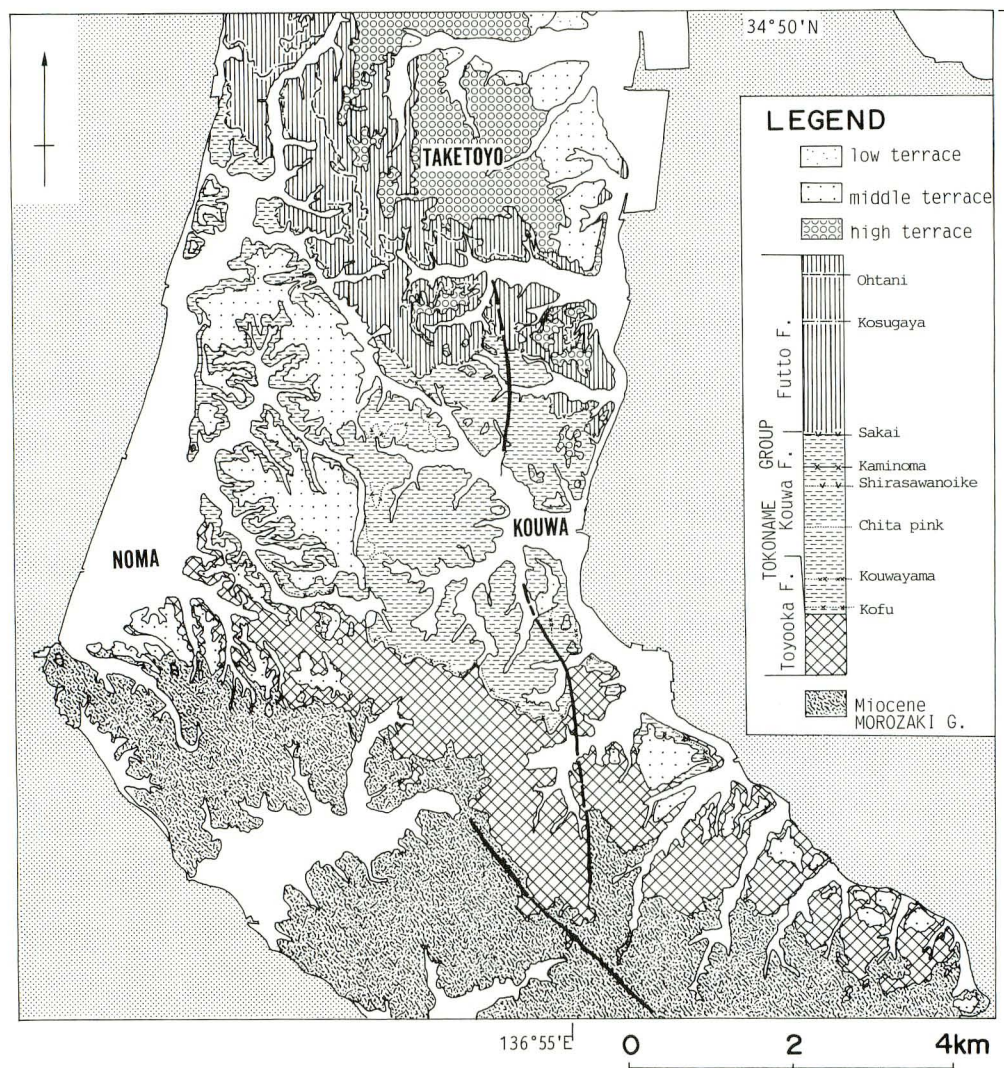 34°50'N
LEGEND
low terrace
middle terrace
high terrace
TOKONAME GROUP
Futto F.
Kouwa F.
Toyooka F.
Ohtani
Kosugaya
Sakai
Kaminoma
Shirasawanoike
Chita pink
Kouwayama
Kofu
Miocene
MOROZAKI G.
TAKETOYO
KOUWA
NOMA
136°55'E
0 2 4km